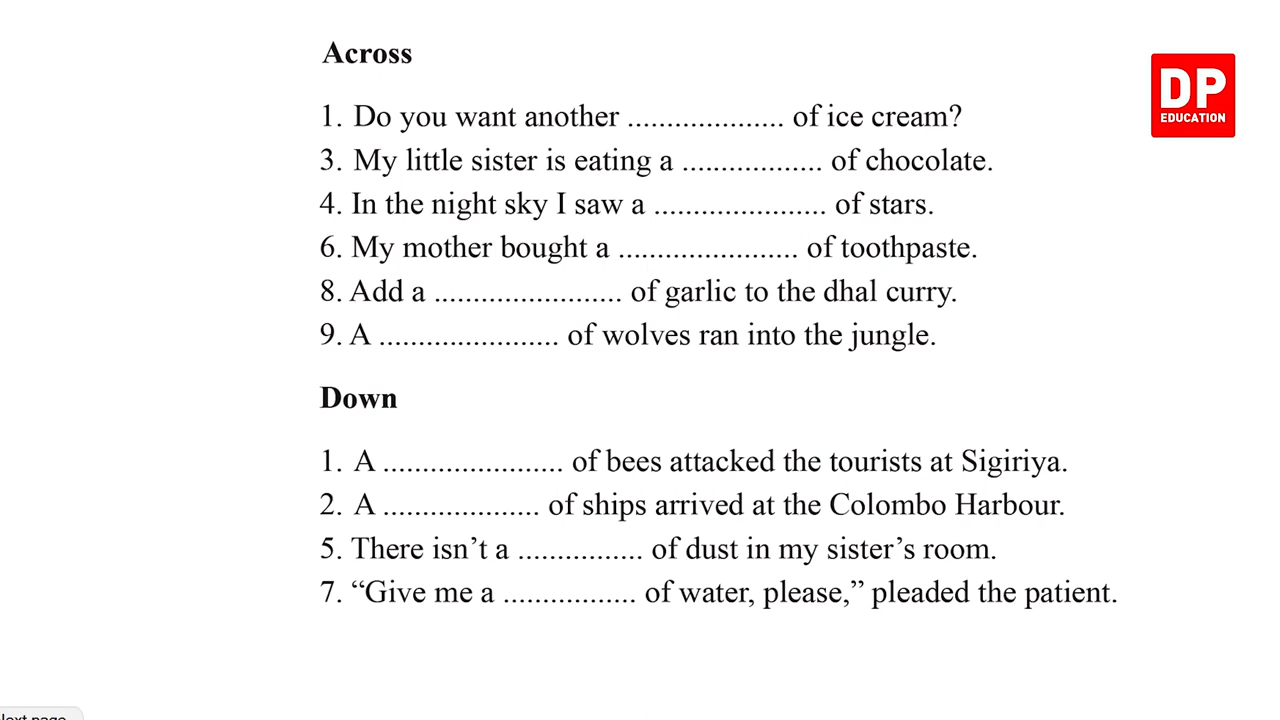 Across
DP
EDUCATION
1. Do you want another .................... of ice cream?
3. My little sister is eating a .................. of chocolate.
4. In the night sky I saw a ...................... of stars.
6. My mother bought a ....................... of toothpaste.
8. Add a ........................ of garlic to the dhal curry.
9. A ....................... of wolves ran into the jungle.
Down
1. A ....................... of bees attacked the tourists at Sigiriya.
2. A .................... of ships arrived at the Colombo Harbour.
5. There isn’t a ................ of dust in my sister’s room.
7. “Give me a ................. of water, please,” pleaded the patient.
page